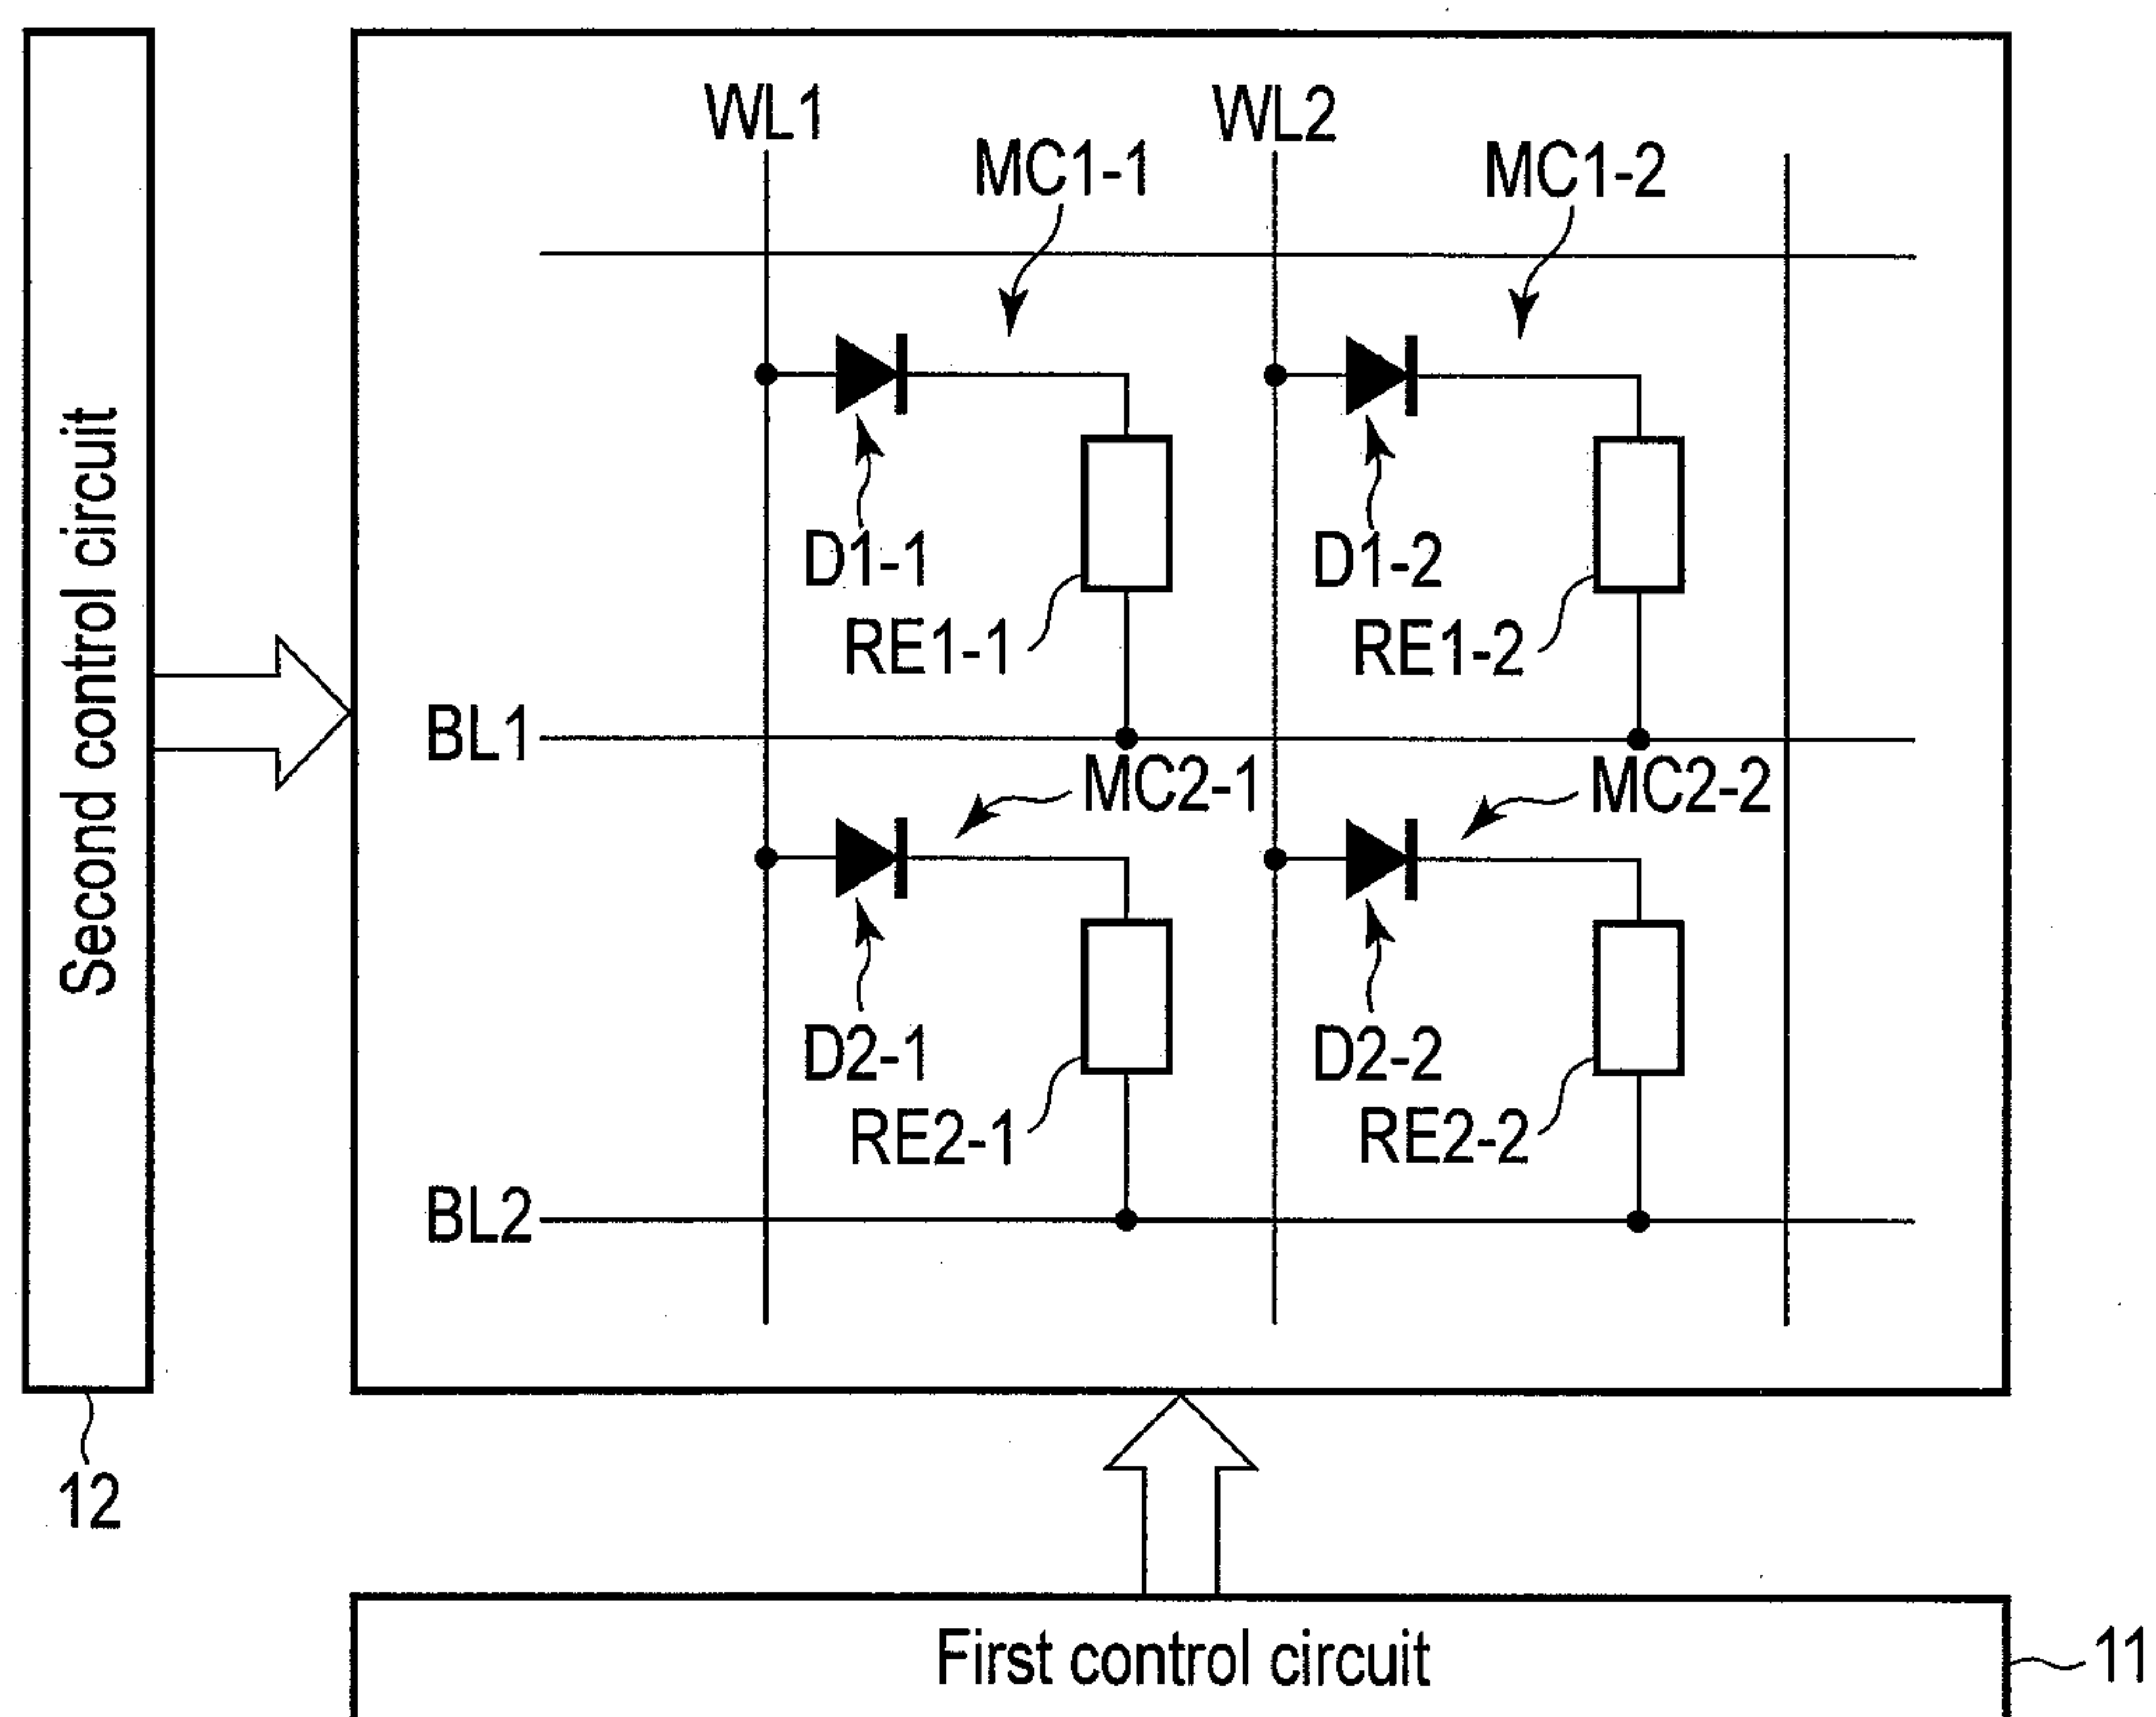 WL1
WL2
MC1-1
MC1-2
D1-1
D1-2
RE1-1
RE1-2
BL1
MC2-1
MC2-2
D2-1
D2-2
RE2-1
RE2-2
BL2
Second control circuit
12
First control circuit
11